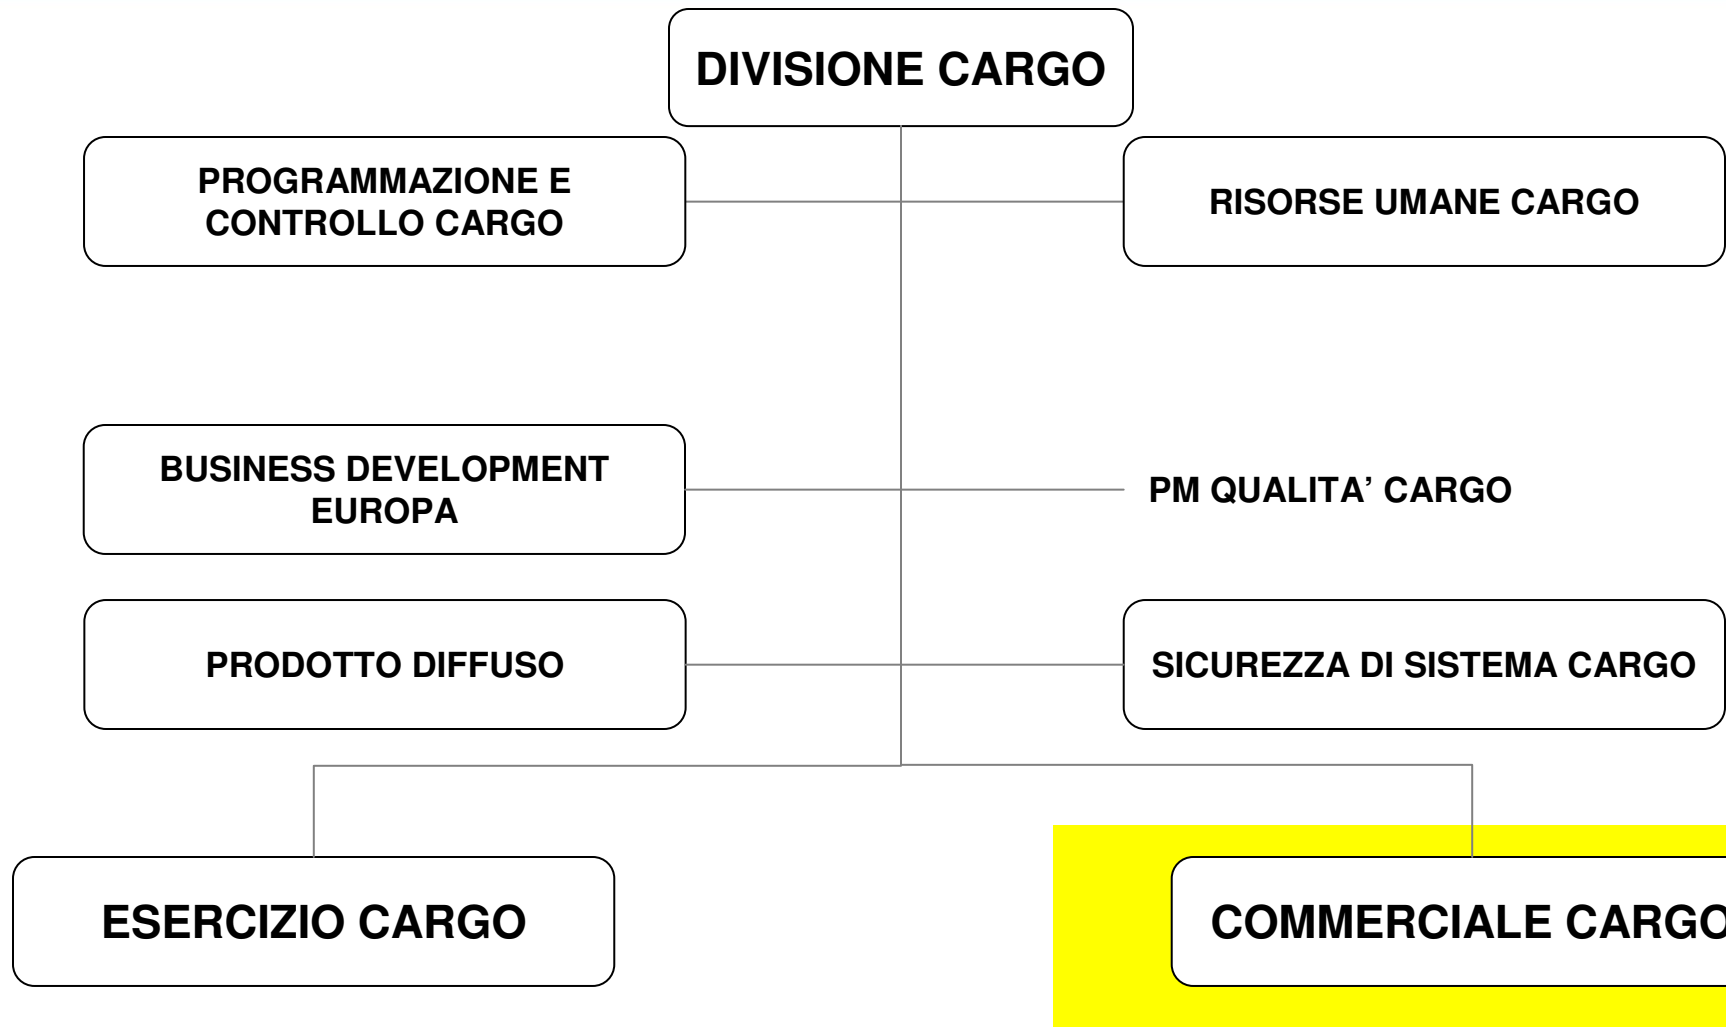 DIVISIONE CARGO
PROGRAMMAZIONE E
CONTROLLO CARGO
RISORSE UMANE CARGO
BUSINESS DEVELOPMENT
EUROPA
PM QUALITA’ CARGO
PRODOTTO DIFFUSO
SICUREZZA DI SISTEMA CARGO
ESERCIZIO CARGO
COMMERCIALE CARGO